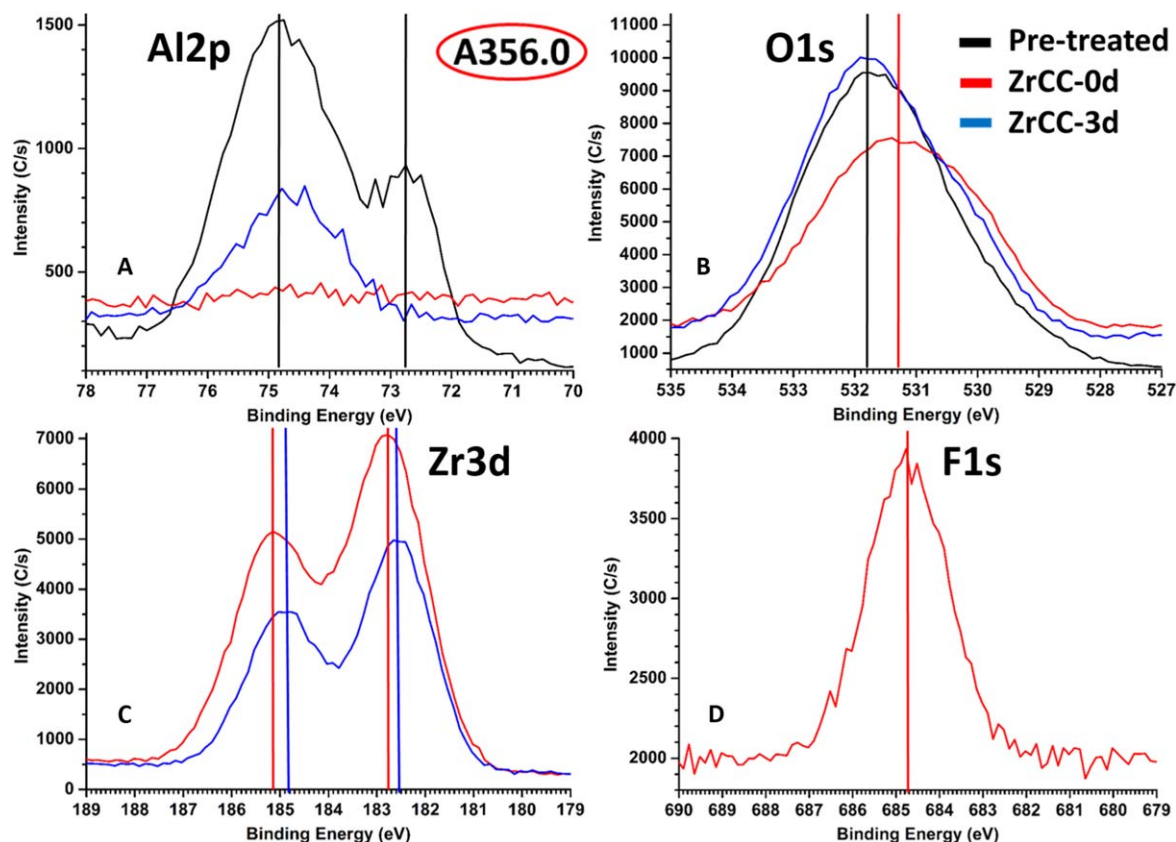 Al2p
A356.0
1500
1000
500
Intensity (C/s)
A
78 77 76 75 74 73 72 71 70
Binding Energy (eV)
O1s
Pre-treated
ZrCC-0d
ZrCC-3d
11000
10000
9000
8000
7000
6000
5000
4000
3000
2000
1000
Intensity (C/s)
B
535 534 533 532 531 530 529 528 527
Binding Energy (eV)
Zr3d
7000
6000
5000
4000
3000
2000
1000
0
Intensity (C/s)
C
189 187 186 185 184 182 181 179
Binding Energy (eV)
F1s
4000
3500
3000
2500
2000
Intensity (C/s)
D
690 688 687 686 685 684 683 682 681 680 679
Binding Energy (eV)